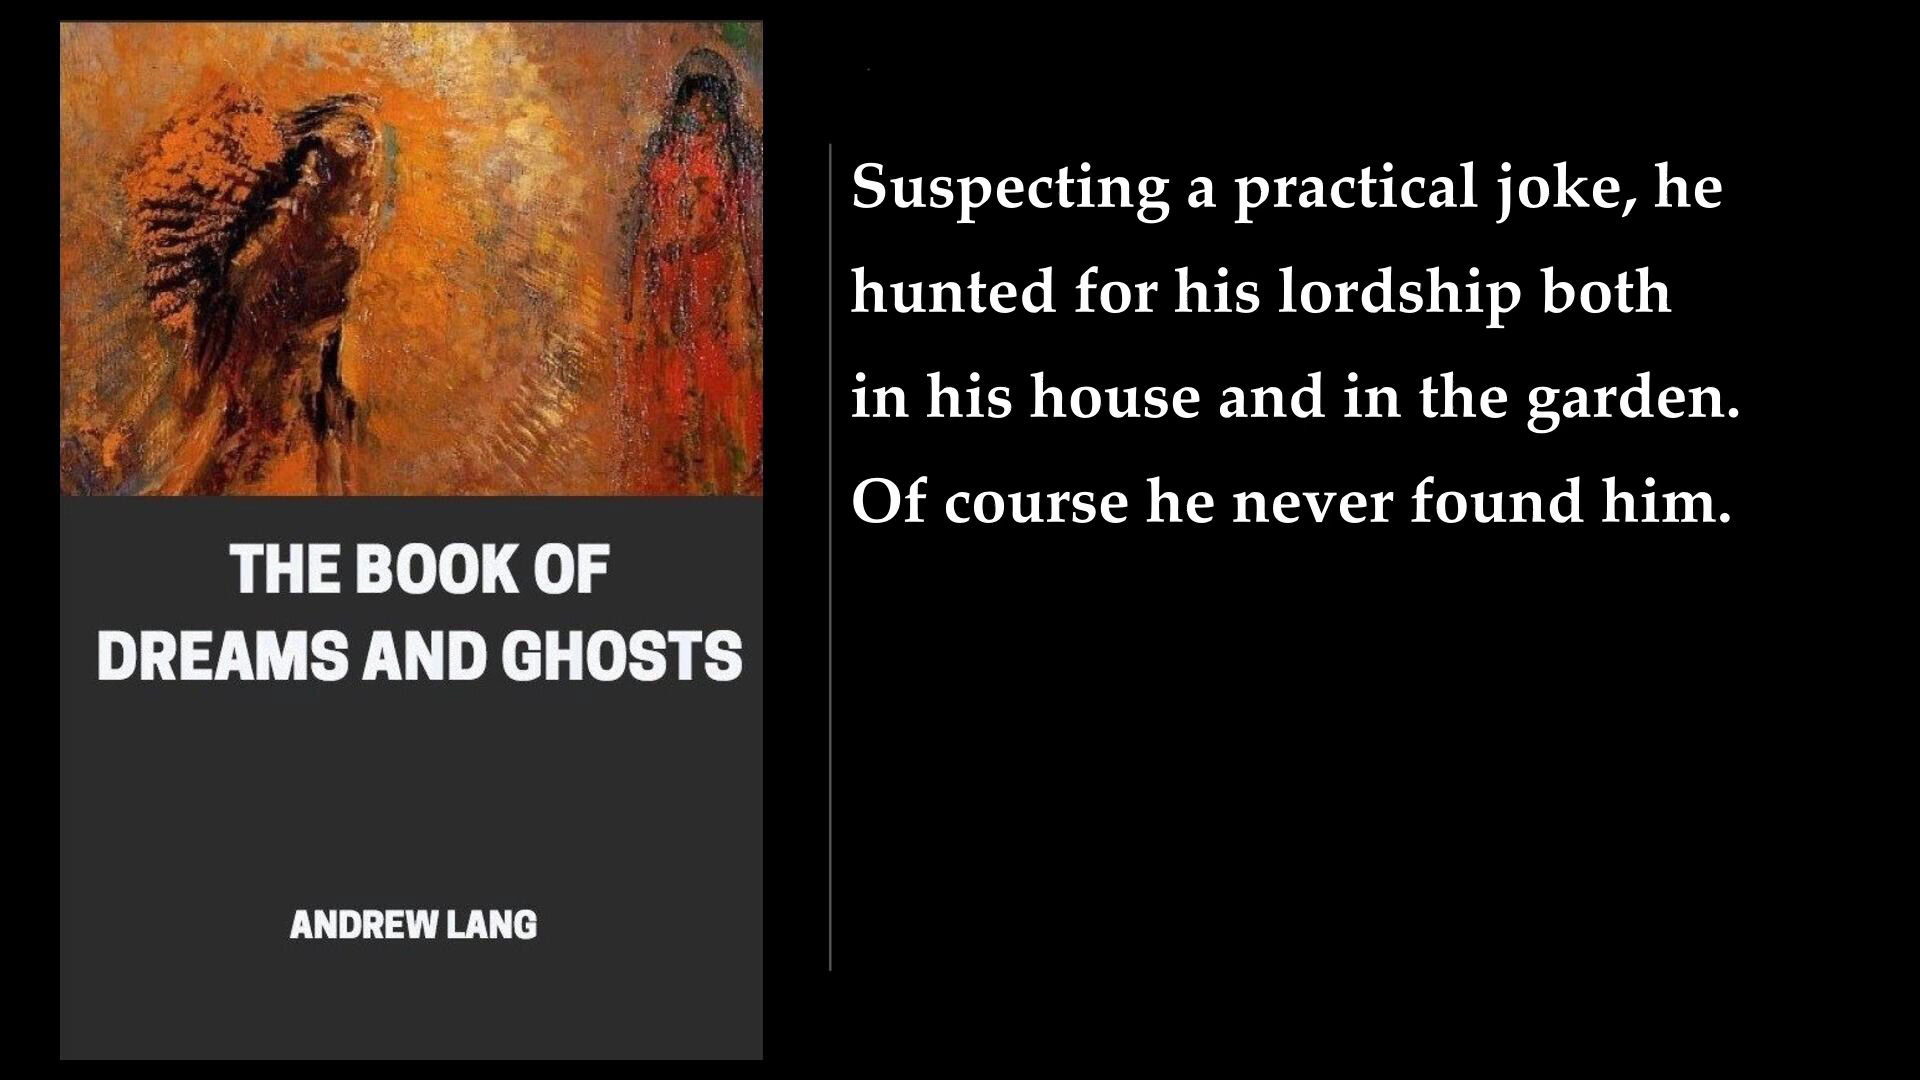 THE BOOK OF
DREAMS AND GHOSTS
ANDREW LANG
Suspecting a practical joke, he
hunted for his lordship both
in his house and in the garden.
Of course he never found him.